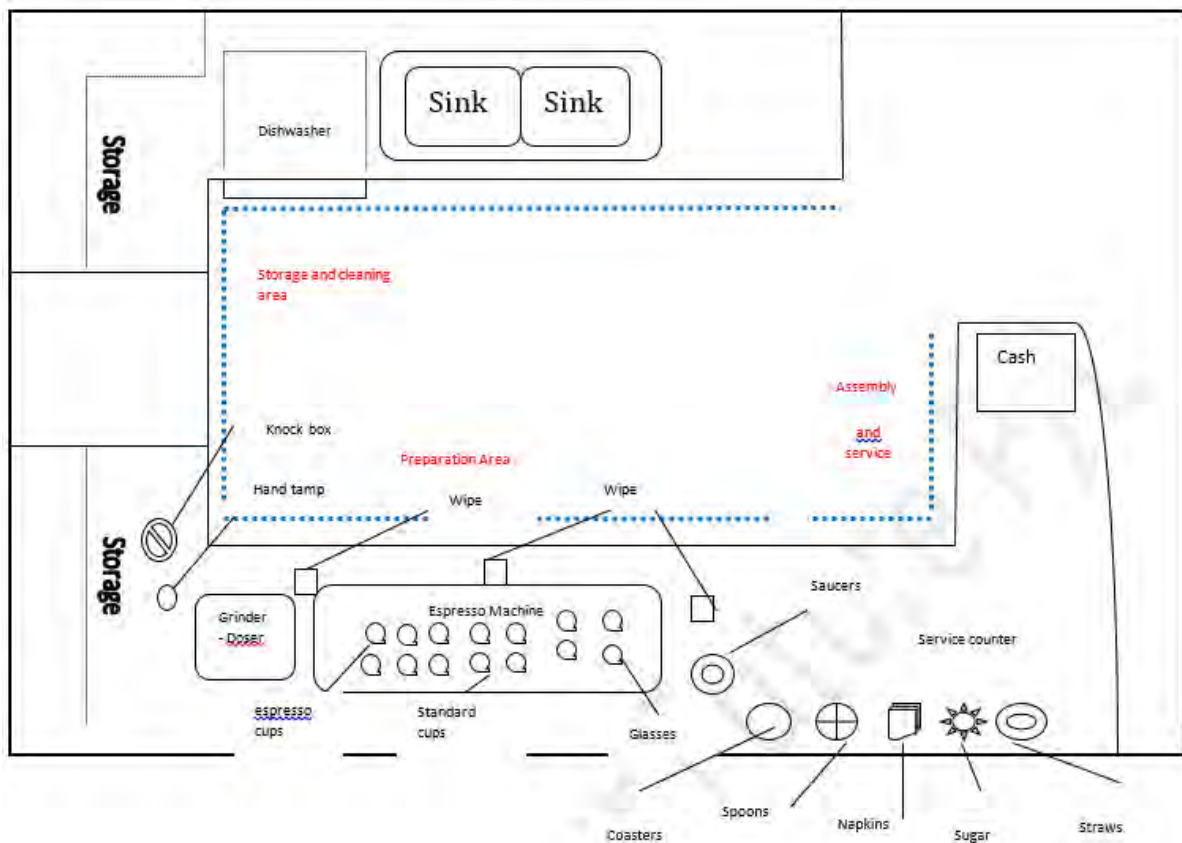 Sink
Sink
Dishwasher
Storage
Storage and cleaning
area
Cash
Assembly
and
service
Knock box
Preparation Area
Hand tamp
Wipe
Wipe
Storage
Saucers
Grinder
- Doser
Espresso Machine
Service counter
espresso
cups
Standard
cups
Glasses
Spoons
Napkins
Coasters
Sugar
Straws